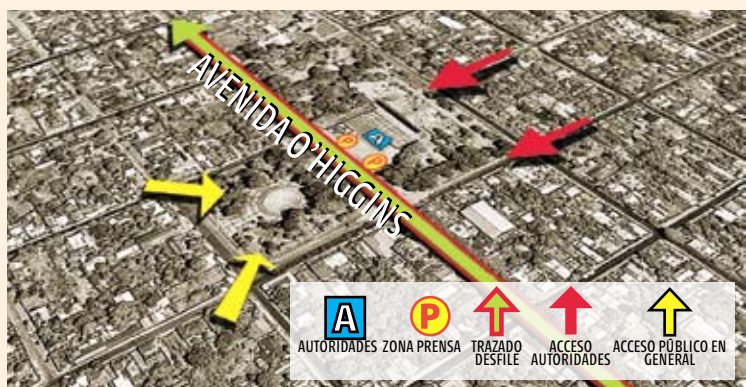 AVENIDA O'HIGGINS
A
P
P
A
AUTORIDADES
P
ZONA PRENSA
TRAZADO
DESFILE
ACCESO
AUTORIDADES
ACCESO PÚBLICO EN
GENERAL